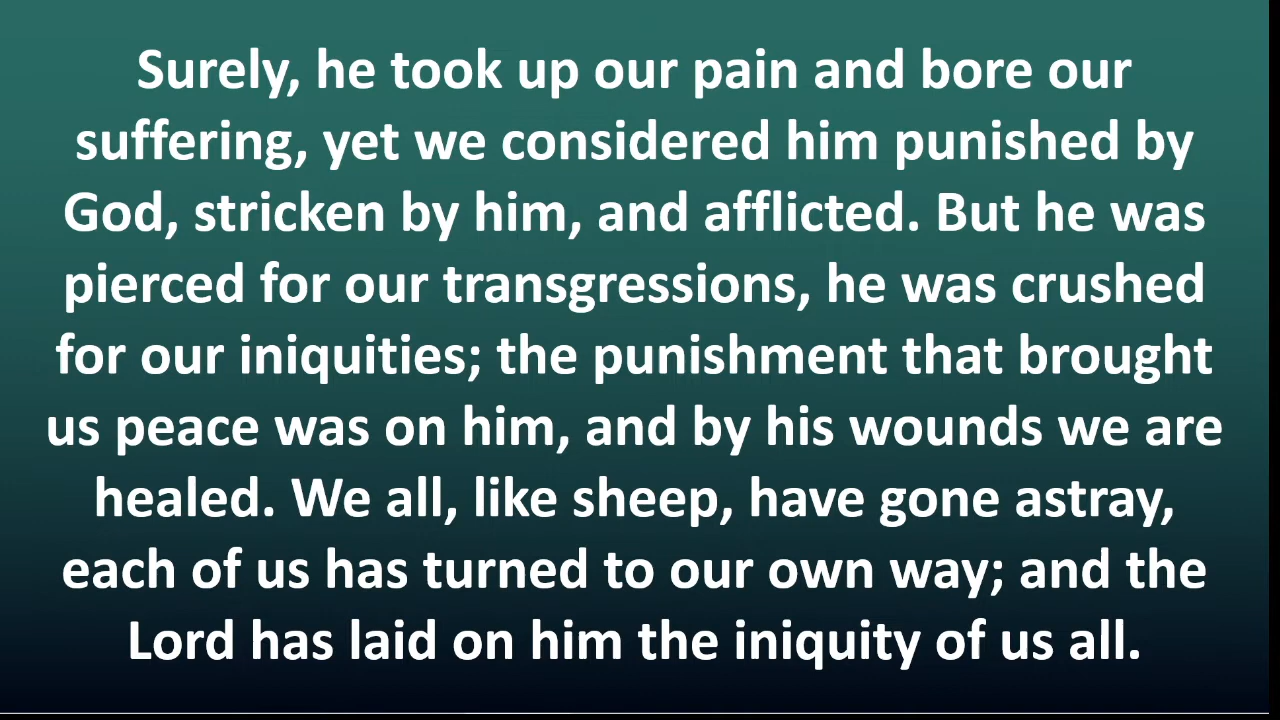 Surely, he took up our pain and bore our
suffering, yet we considered him punished by
God, stricken by him, and afflicted. But he was
pierced for our transgressions, he was crushed
for our iniquities; the punishment that brought
us peace was on him, and by his wounds we are
healed. We all, like sheep, have gone astray,
each of us has turned to our own way; and the
Lord has laid on him the iniquity of us all.